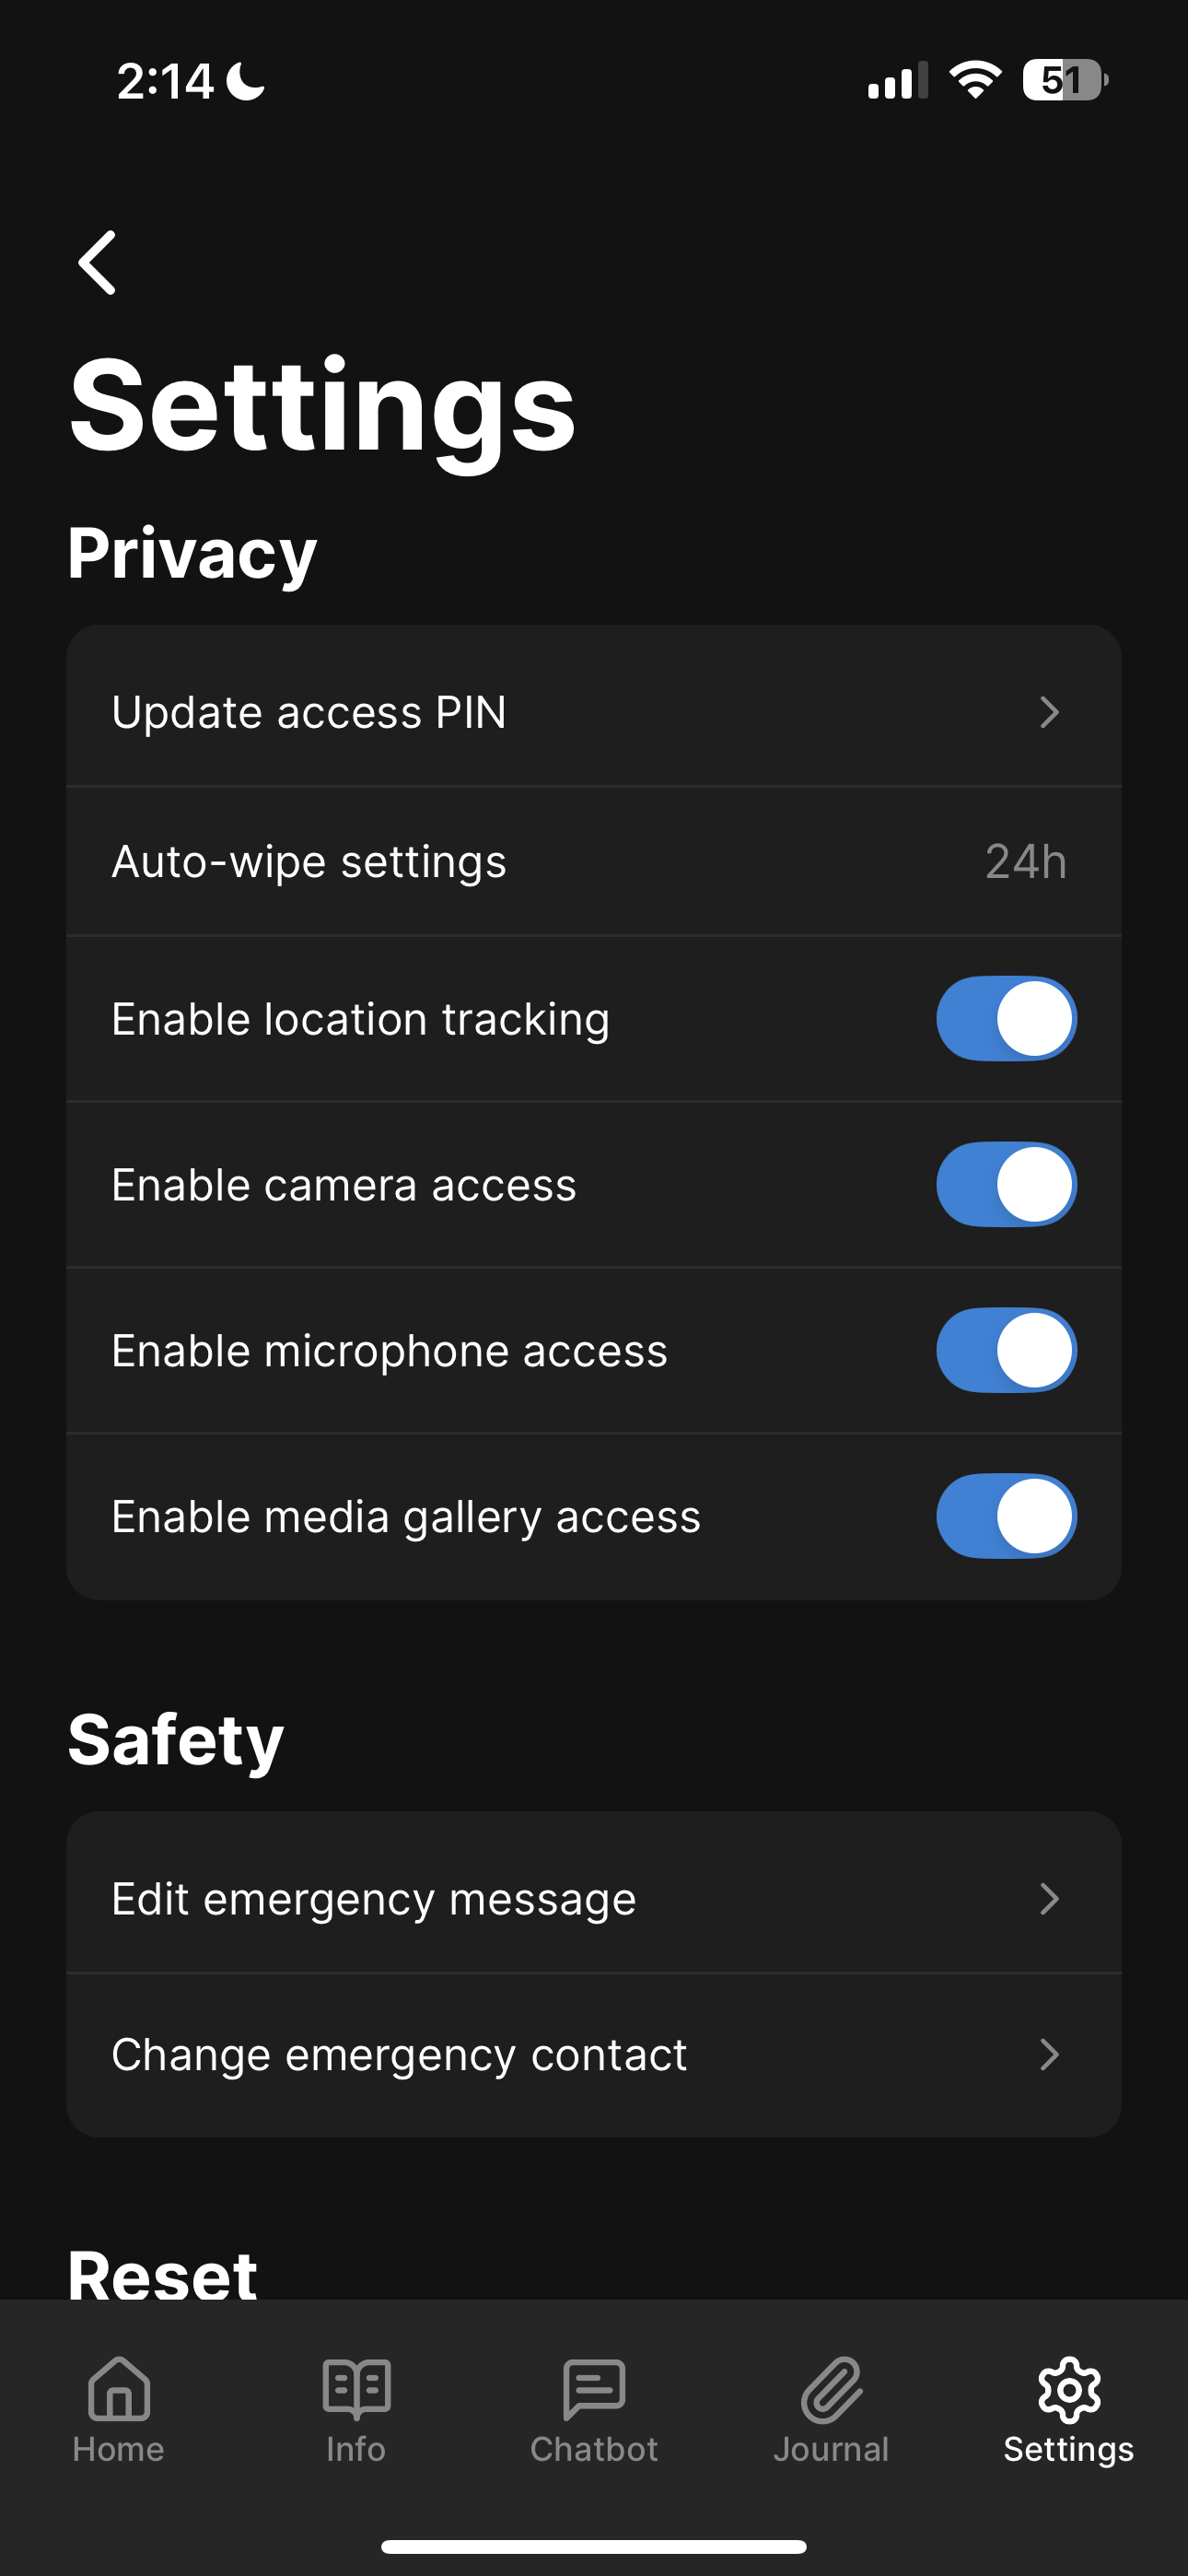 2:14
51
Settings
Privacy
Update access PIN
Auto-wipe settings 24h
Enable location tracking
Enable camera access
Enable microphone access
Enable media gallery access
Safety
Edit emergency message
Change emergency contact
Reset
Home Info Chatbot Journal Settings